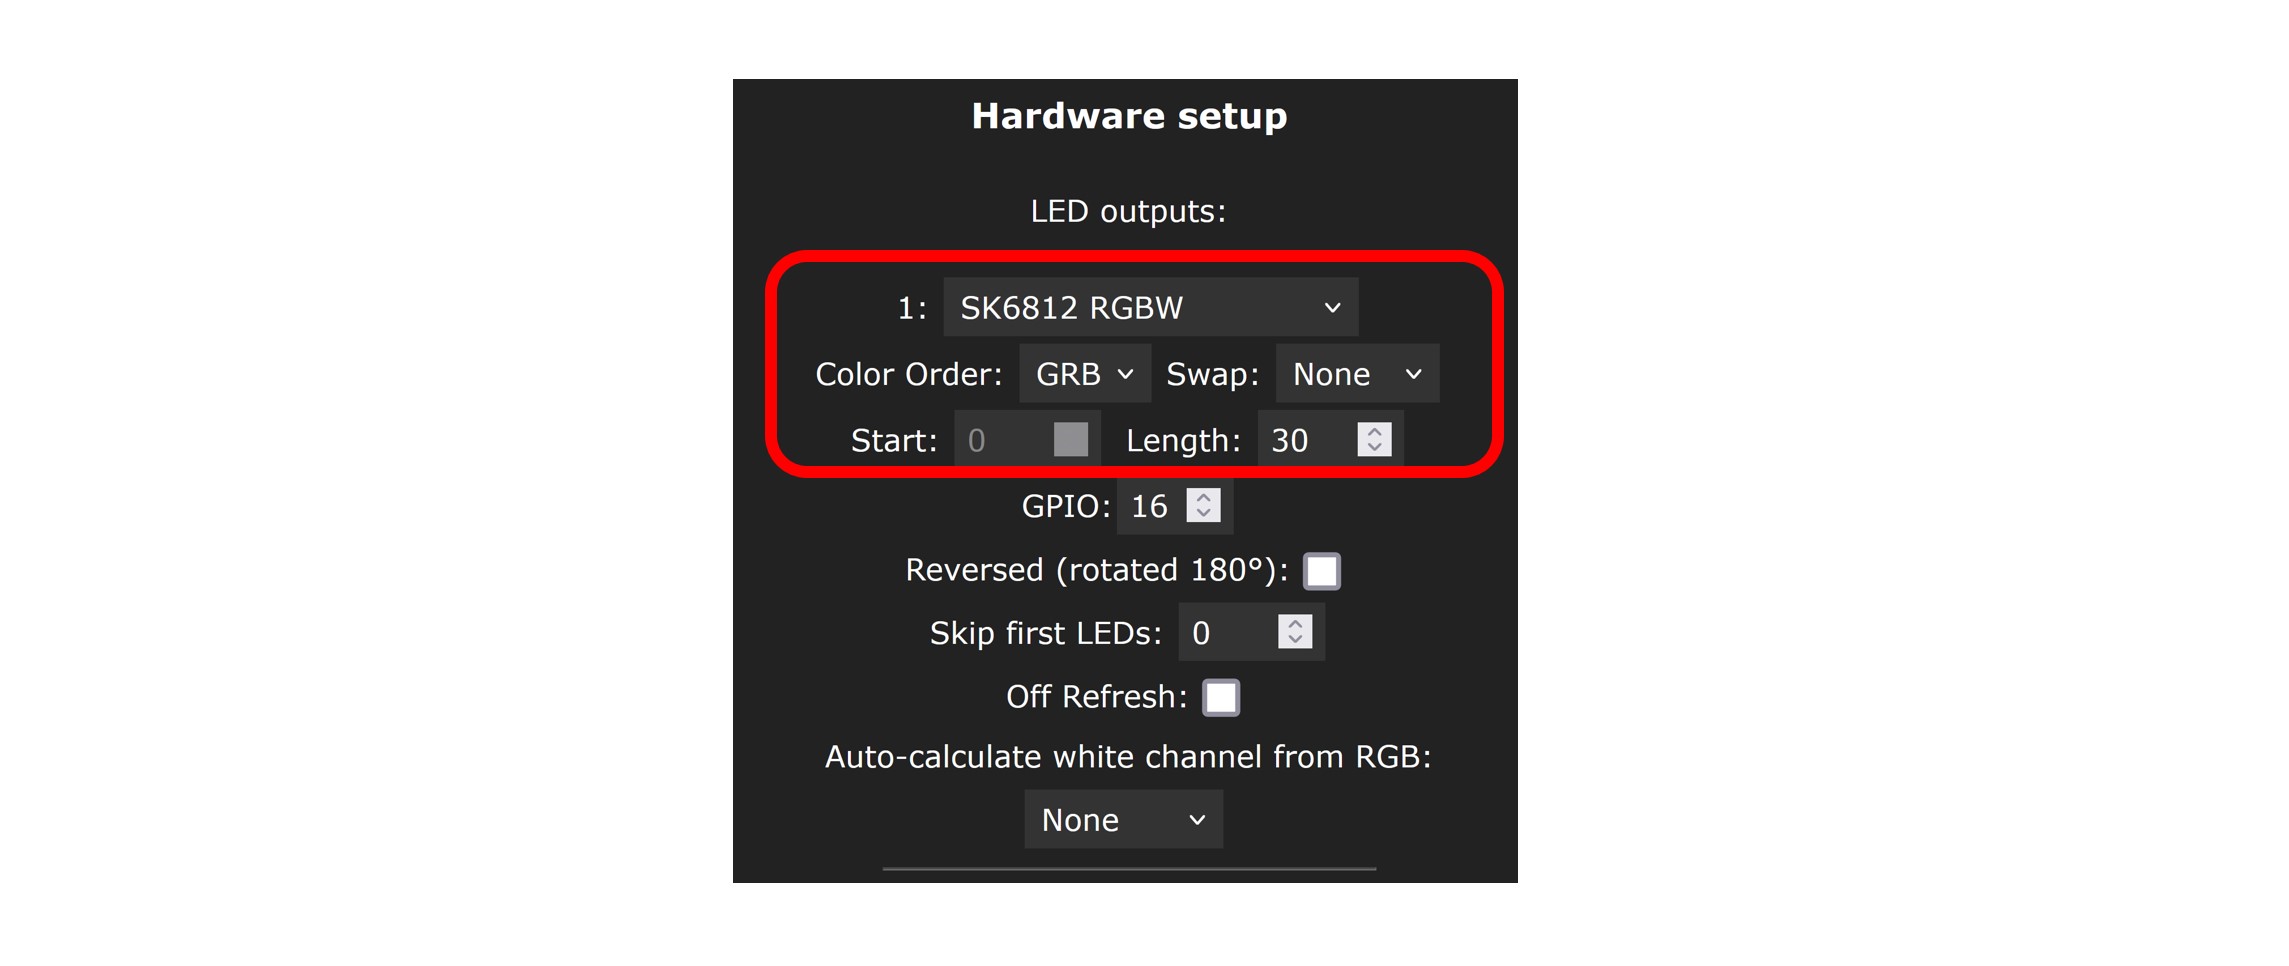 Hardware setup
LED outputs:
1: SK6812 RGBW
Color Order: GRB Swap: None
Start: 0 Length: 30
GPIO: 16
Reversed (rotated 180°):
Skip first LEDs: 0
Off Refresh:
Auto-calculate white channel from RGB:
None